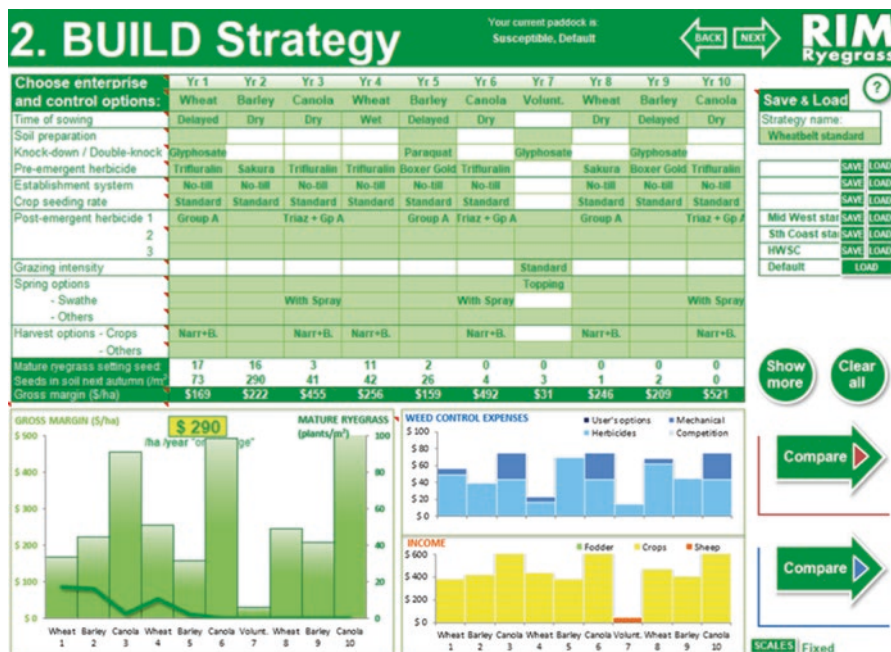 2. BUILD Strategy
Your current paddock is:
Susceptible, Default
BACK NEXT
RIM
Ryegrass
?
Choose enterprise Yr 1 Yr 2 Yr 3 Yr 4 Yr 5 Yr 6 Yr 7 Yr 8 Yr 9 Yr 10
and control options: Wheat Barley Canola Wheat Barley Canola Volunt. Wheat Barley Canola
Time of sowing Delayed Dry Dry Wet Delayed Dry Dry Delayed Dry
Soil preparation
Knock-down / Double-knock Glyphosate Paraquat Glyphosate Glyphosate
Pre-emergent herbicide Trifluralin Sakura Trifluralin Trifluralin Boxer Gold Trifluralin Sakura Boxer Gold Trifluralin
Establishment system No-till No-till No-till No-till No-till No-till No-till No-till No-till
Crop seeding rate Standard Standard Standard Standard Standard Standard Standard Standard Standard
Post-emergent herbicide 1 Group A Triaz + Gp A Group A Triaz + Gp A Group A Triaz + Gp A
2
3
Grazing intensity Standard
Spring options Topping
- Swathe With Spray With Spray With Spray
- Others
Harvest options - Crops Narr+B. Narr+B. Narr+B. Narr+B. Narr+B. Narr+B.
- Others
Mature ryegrass setting seed: 17 16 3 11 2 0 0 0 0 0
Seeds in soil next autumn (/m² 73 290 41 42 26 4 3 1 2 0
Gross margin ($/ha) $169 $222 $455 $256 $159 $492 $31 $246 $209 $521
Save & Load
Strategy name:
Wheatbelt standard
SAVE LOAD
SAVE LOAD
SAVE LOAD
Mid West star SAVE LOAD
Sth Coast star SAVE LOAD
HWSC SAVE LOAD
Default LOAD
Show more
Clear all
Compare
Compare
SCALES Fixed
GROSS MARGIN ($/ha)
$ 290
/ha /year
MATURE RYEGRASS
(plants/m²)
$ 500 100
$ 400 80
$ 300 60
$ 200 40
$ 100 20
$ 0 0
Wheat Barley Canola Wheat Barley Canola Volunt. Wheat Barley Canola
1 2 3 4 5 6 7 8 9 10
WEED CONTROL EXPENSES
User's options Mechanical
Herbicides Competition
$ 100
$ 80
$ 60
$ 40
$ 20
$ 0
INCOME
Fodder Crops Sheep
$ 600
$ 400
$ 200
$ 0
Wheat Barley Canola Wheat Barley Canola Volunt. Wheat Barley Canola
1 2 3 4 5 6 7 8 9 10